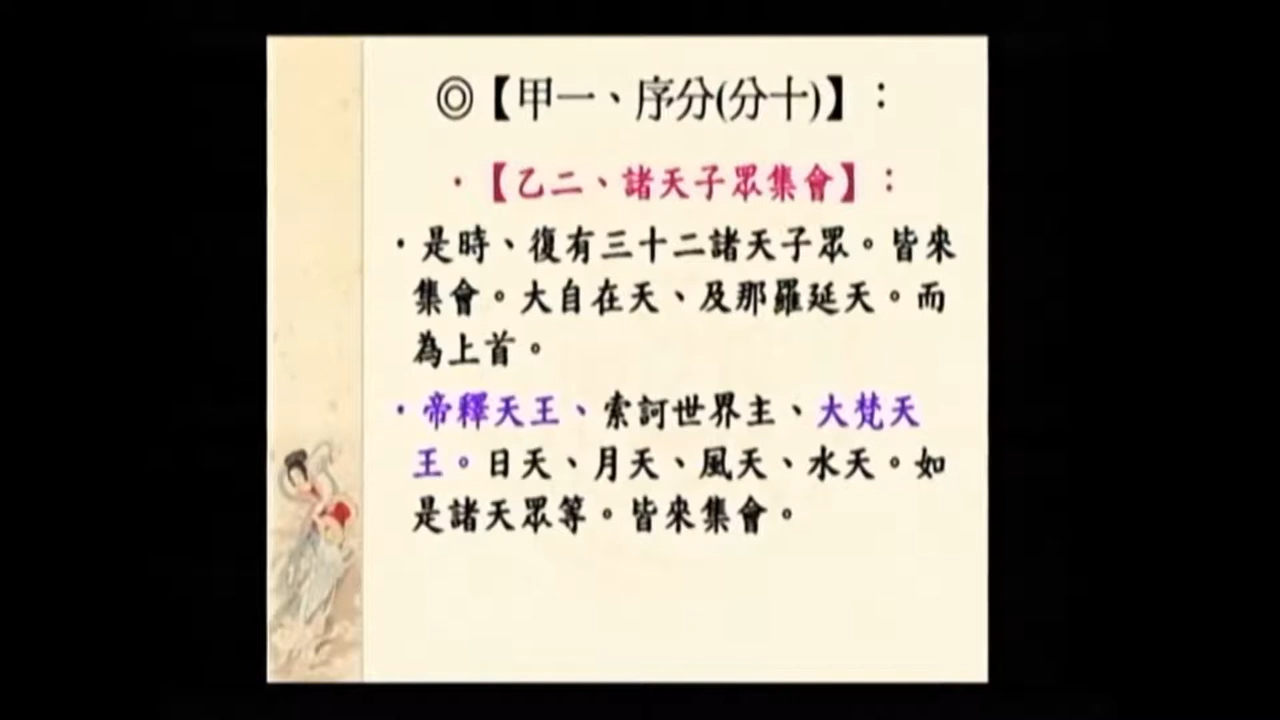 ◎【甲一、序分(分十)】：
·【乙二、諸天子眾集會】：
·是時、復有三十二諸天子眾。皆來
集會。大自在天、及那羅延天。而
為上首。
·帝釋天王、索訶世界主、大梵天
王。日天、月天、風天、水天。如
是諸天眾等。皆來集會。